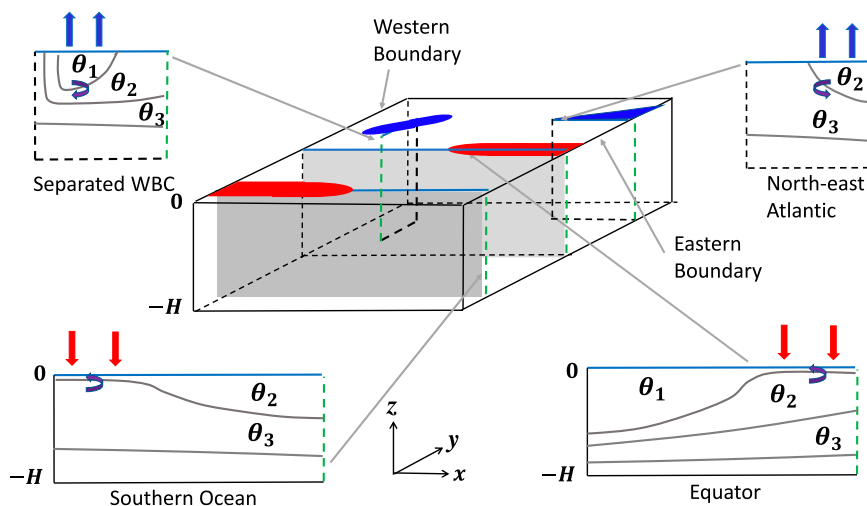 Western
Boundary
θ₁
θ₂
θ₃
Separated WBC
θ₂
θ₃
North-east
Atlantic
0
−H
Eastern
Boundary
0
θ₂
θ₃
−H
Southern Ocean
z
y
x
0
θ₁
θ₂
θ₃
−H
Equator